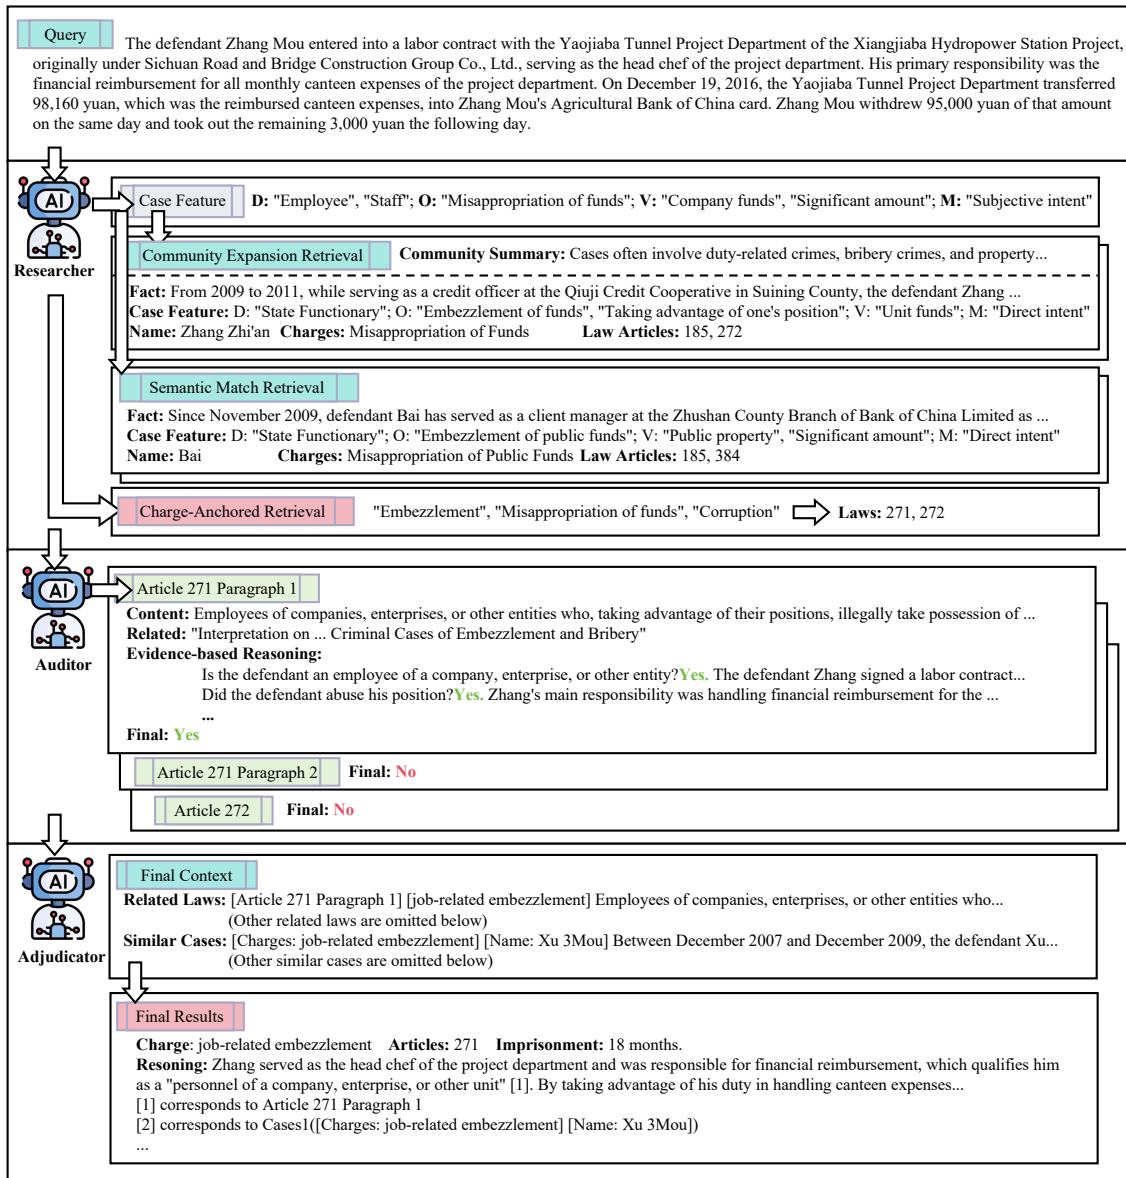 Query
The defendant Zhang Mou entered into a labor contract with the Yaojiaba Tunnel Project Department of the Xiangjiaba Hydropower Station Project,
originally under Sichuan Road and Bridge Construction Group Co., Ltd., serving as the head chef of the project department. His primary responsibility was the
financial reimbursement for all monthly canteen expenses of the project department. On December 19, 2016, the Yaojiaba Tunnel Project Department transferred
98,160 yuan, which was the reimbursed canteen expenses, into Zhang Mou's Agricultural Bank of China card. Zhang Mou withdrew 95,000 yuan of that amount
on the same day and took out the remaining 3,000 yuan the following day.
AI
Researcher
Case Feature D: "Employee", "Staff"; O: "Misappropriation of funds"; V: "Company funds", "Significant amount"; M: "Subjective intent"
Community Expansion Retrieval Community Summary: Cases often involve duty-related crimes, bribery crimes, and property...
Fact: From 2009 to 2011, while serving as a credit officer at the Qiuji Credit Cooperative in Suining County, the defendant Zhang ...
Case Feature: D: "State Functionary"; O: "Embezzlement of funds", "Taking advantage of one's position"; V: "Unit funds"; M: "Direct intent"
Name: Zhang Zhi'an Charges: Misappropriation of Funds Law Articles: 185, 272
Semantic Match Retrieval
Fact: Since November 2009, defendant Bai has served as a client manager at the Zhushan County Branch of Bank of China Limited as ...
Case Feature: D: "State Functionary"; O: "Embezzlement of public funds"; V: "Public property", "Significant amount"; M: "Direct intent"
Name: Bai Charges: Misappropriation of Public Funds Law Articles: 185, 384
Charge-Anchored Retrieval "Embezzlement", "Misappropriation of funds", "Corruption" Laws: 271, 272
AI
Auditor
Article 271 Paragraph 1
Content: Employees of companies, enterprises, or other entities who, taking advantage of their positions, illegally take possession of ...
Related: "Interpretation on ... Criminal Cases of Embezzlement and Bribery"
Evidence-based Reasoning:
Is the defendant an employee of a company, enterprise, or other entity?Yes. The defendant Zhang signed a labor contract...
Did the defendant abuse his position?Yes. Zhang's main responsibility was handling financial reimbursement for the ...
...
Final: Yes
Article 271 Paragraph 2 Final: No
Article 272 Final: No
AI
Adjudicator
Final Context
Related Laws: [Article 271 Paragraph 1] [job-related embezzlement] Employees of companies, enterprises, or other entities who...
(Other related laws are omitted below)
Similar Cases: [Charges: job-related embezzlement] [Name: Xu 3Mou] Between December 2007 and December 2009, the defendant Xu...
(Other similar cases are omitted below)
Final Results
Charge: job-related embezzlement Articles: 271 Imprisonment: 18 months.
Resoning: Zhang served as the head chef of the project department and was responsible for financial reimbursement, which qualifies him
as a "personnel of a company, enterprise, or other unit" [1]. By taking advantage of his duty in handling canteen expenses...
[1] corresponds to Article 271 Paragraph 1
[2] corresponds to Cases1([Charges: job-related embezzlement] [Name: Xu 3Mou])
...